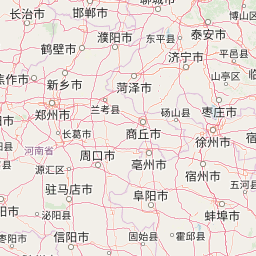 聊城市
长治市
邯郸市
博山区
濮阳市
东平县
泰安市
鹤壁市
平邑县
济宁市
焦作市
新乡市
菏泽市
山亭区
兰考县
郑州市
砀山县
枣庄市
长葛市
商丘市
徐州市
河南省
周口市
亳州市
源汇区
宿州市
五河县
驻马店市
阜阳市
泌阳县
蚌埠市
枣阳市
信阳市
固始县
霍邱县